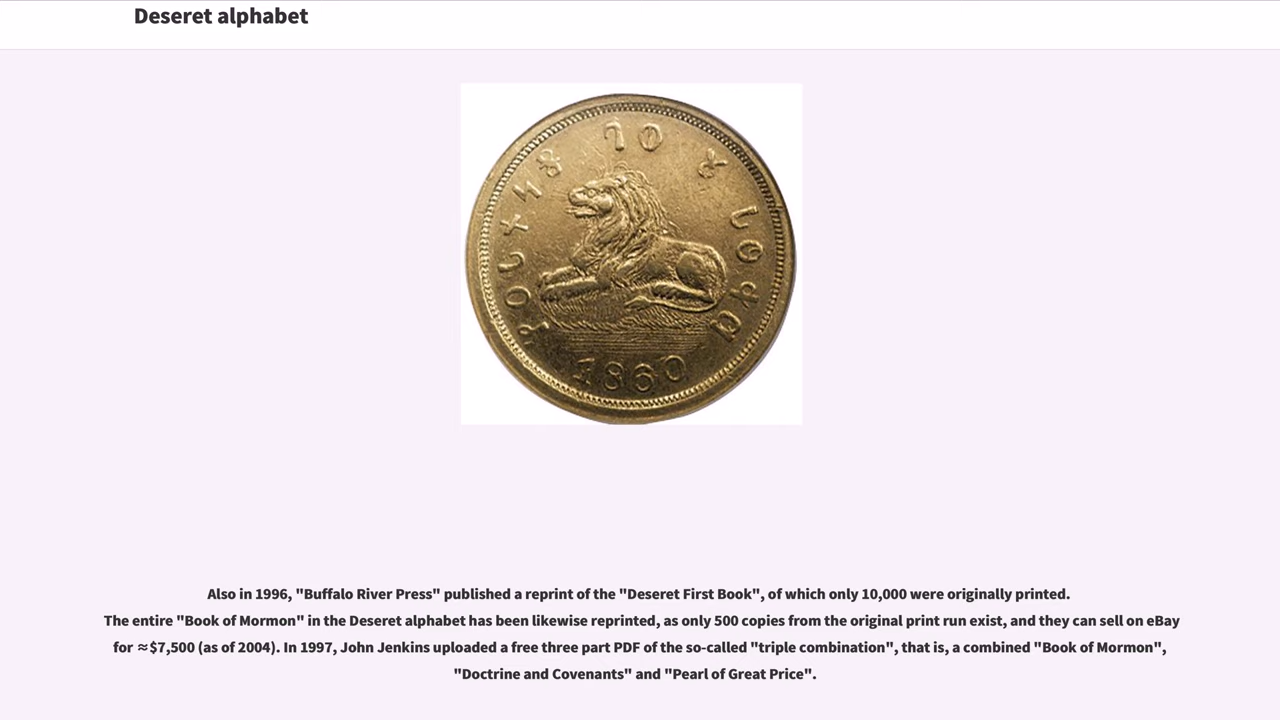 Deseret alphabet
1860
Also in 1996, "Buffalo River Press" published a reprint of the "Deseret First Book", of which only 10,000 were originally printed.
The entire "Book of Mormon" in the Deseret alphabet has been likewise reprinted, as only 500 copies from the original print run exist, and they can sell on eBay
for ≈$7,500 (as of 2004). In 1997, John Jenkins uploaded a free three part PDF of the so-called "triple combination", that is, a combined "Book of Mormon",
"Doctrine and Covenants" and "Pearl of Great Price".